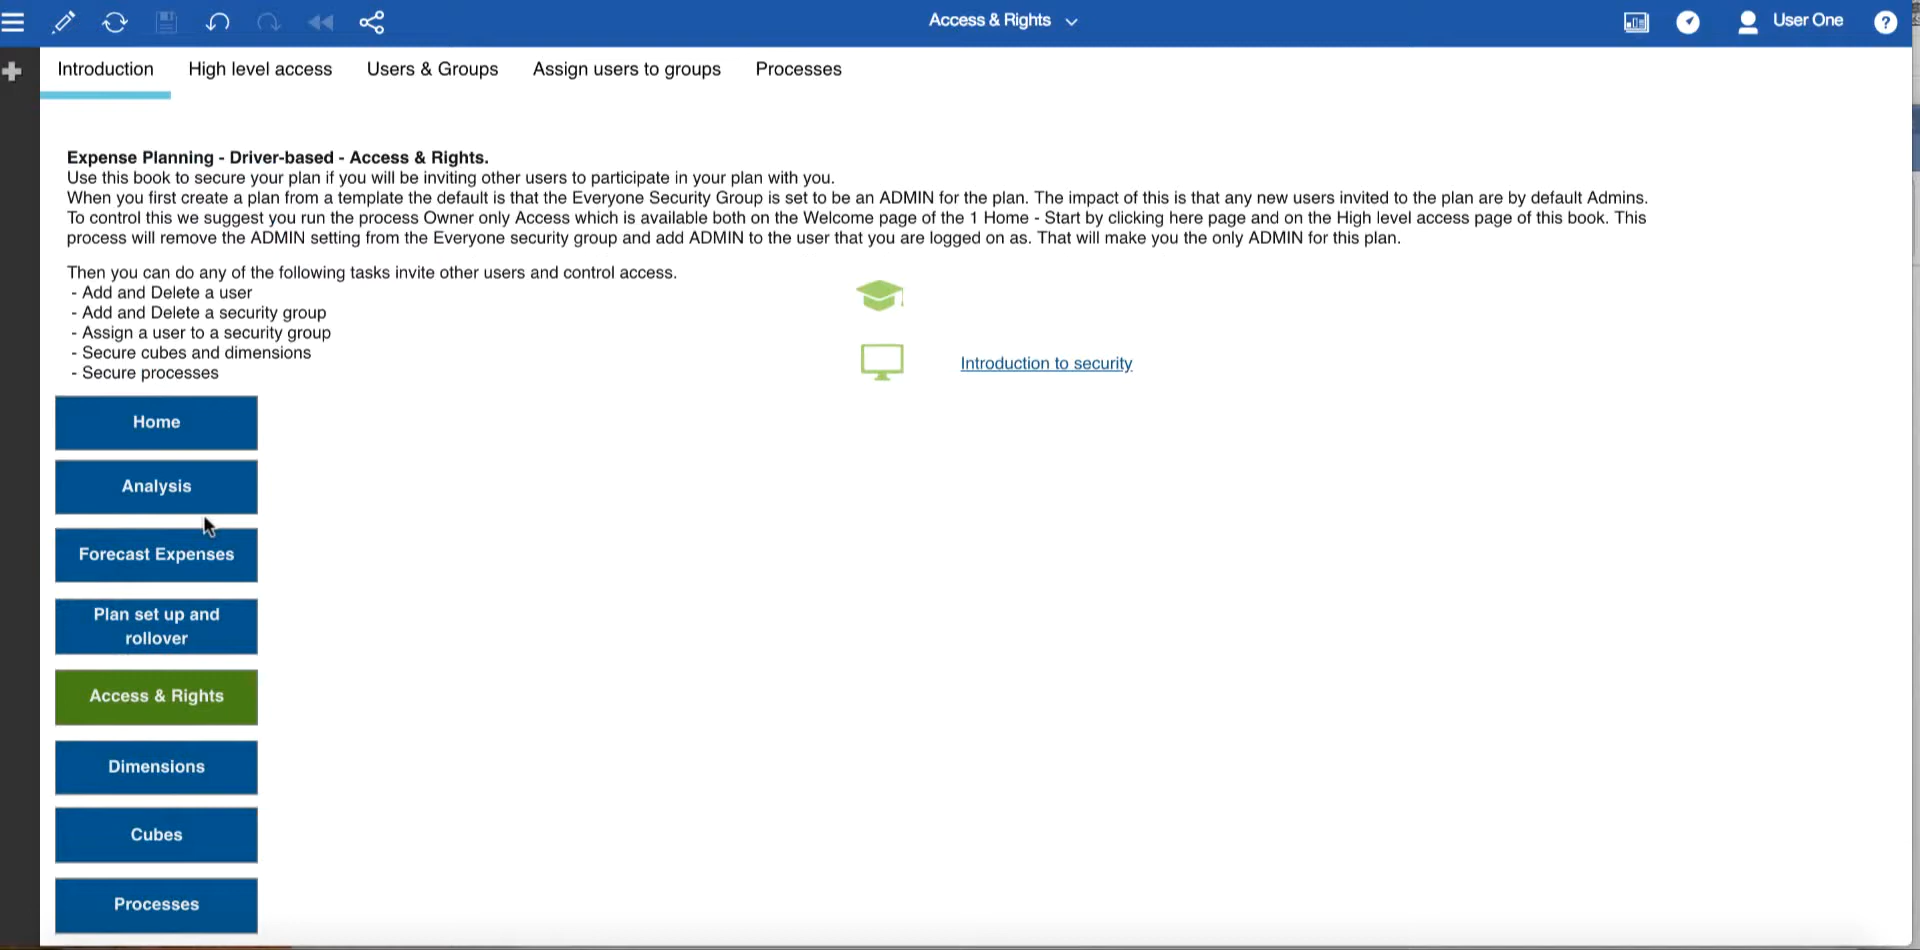 Access & Rights
User One
?
Introduction
High level access
Users & Groups
Assign users to groups
Processes
Expense Planning - Driver-based - Access & Rights.
Use this book to secure your plan if you will be inviting other users to participate in your plan with you.
When you first create a plan from a template the default is that the Everyone Security Group is set to be an ADMIN for the plan. The impact of this is that any new users invited to the plan are by default Admins.
To control this we suggest you run the process Owner only Access which is available both on the Welcome page of the 1 Home - Start by clicking here page and on the High level access page of this book. This
process will remove the ADMIN setting from the Everyone security group and add ADMIN to the user that you are logged on as. That will make you the only ADMIN for this plan.
Then you can do any of the following tasks invite other users and control access.
- Add and Delete a user
- Add and Delete a security group
- Assign a user to a security group
- Secure cubes and dimensions
- Secure processes
Introduction to security
Home
Analysis
Forecast Expenses
Plan set up and
rollover
Access & Rights
Dimensions
Cubes
Processes